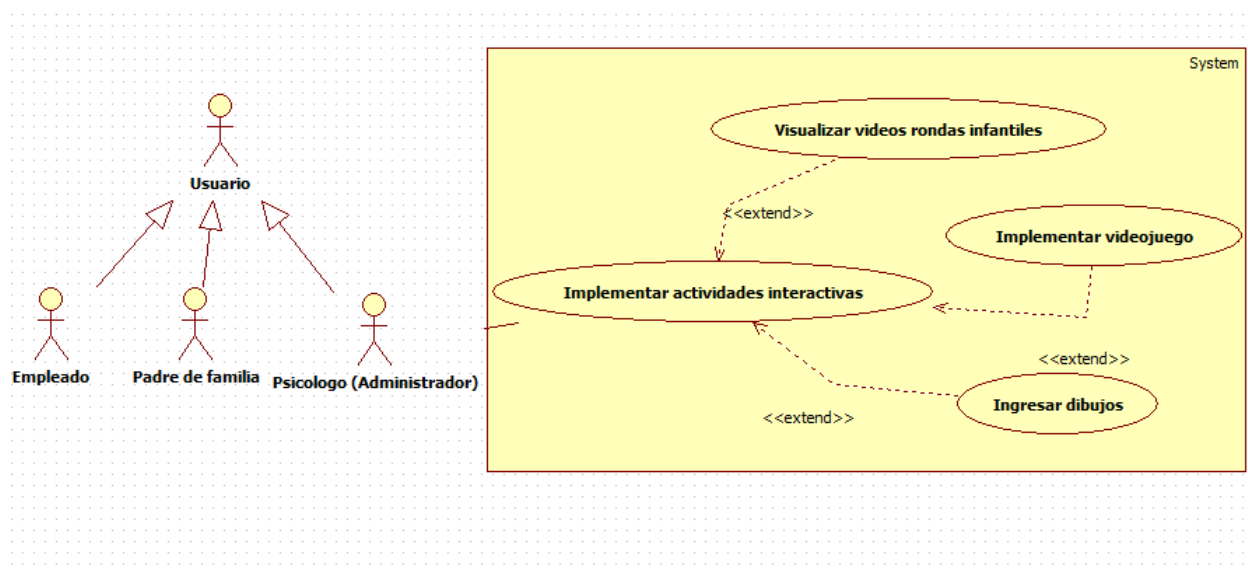 System
Visualizar videos rondas infantiles
Usuario
<<extend>>
Implementar videojuego
Implementar actividades interactivas
<<extend>>
Empleado
Padre de familia
Psicologo (Administrador)
Ingresar dibujos
<<extend>>